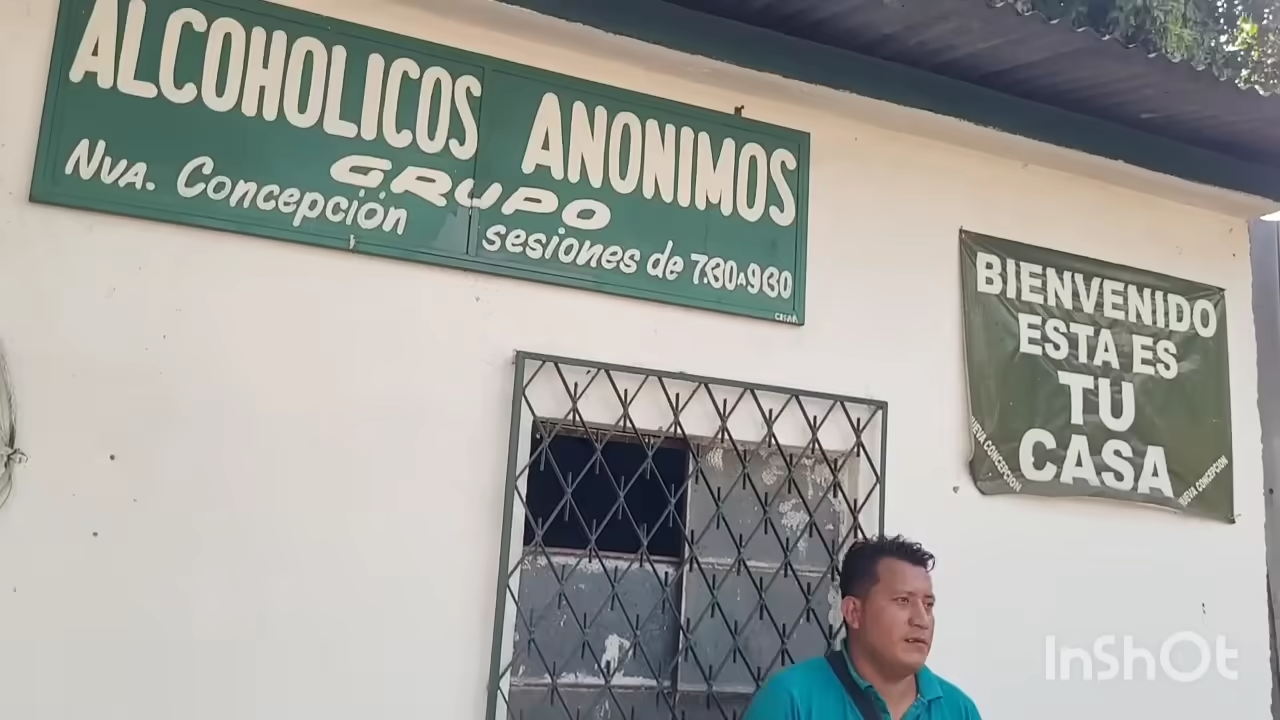 ALCOHOLICOS ANONIMOS
GRUPO
NVA. Concepción sesiones de 7:30 A 9:30
CESAR
BIENVENIDO
ESTA ES
TU
CASA
NUEVA CONCEPCION
NUEVA CONCEPCION
InShOt